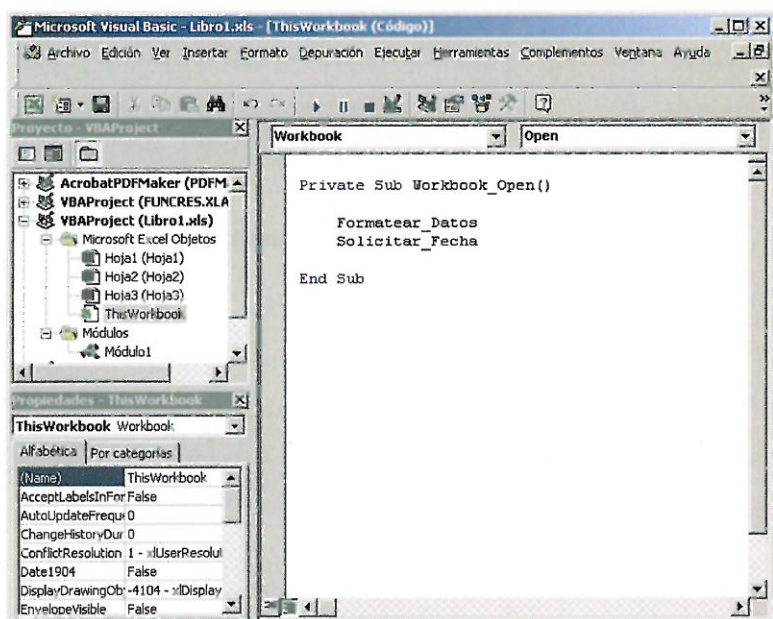 Microsoft Visual Basic - Libro1.xls - [ThisWorkbook (Código)]
Archivo Edición Ver Insertar Formato Depuración Ejecutar Herramientas Complementos Ventana Ayuda
Proyecto - VBAProject
AcrobatPDFMaker (PDFM
VBAProject (FUNCRES.XLA
VBAProject (Libro1.xls)
Microsoft Excel Objetos
Hoja1 (Hoja1)
Hoja2 (Hoja2)
Hoja3 (Hoja3)
ThisWorkbook
Módulos
Módulo1
Propiedades - ThisWorkbook
ThisWorkbook Workbook
Alfabética Por categorías
(Name) ThisWorkbook
AcceptLabelsInFor False
AutoUpdateFreque 0
ChangeHistoryDur 0
ConflictResolution 1 - xlUserResolut
Date1904 False
DisplayDrawingOb -4104 - xlDisplay
EnvelopeVisible False
Workbook Open
Private Sub Workbook_Open()
Formatear_Datos
Solicitar_Fecha
End Sub